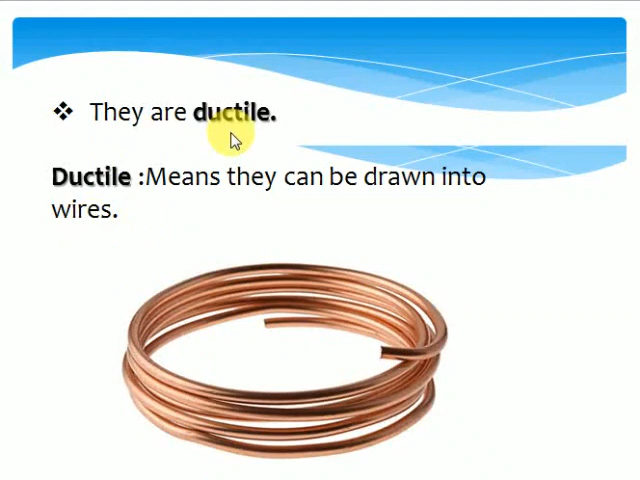 ❖ They are ductile.
Ductile :Means they can be drawn into
wires.